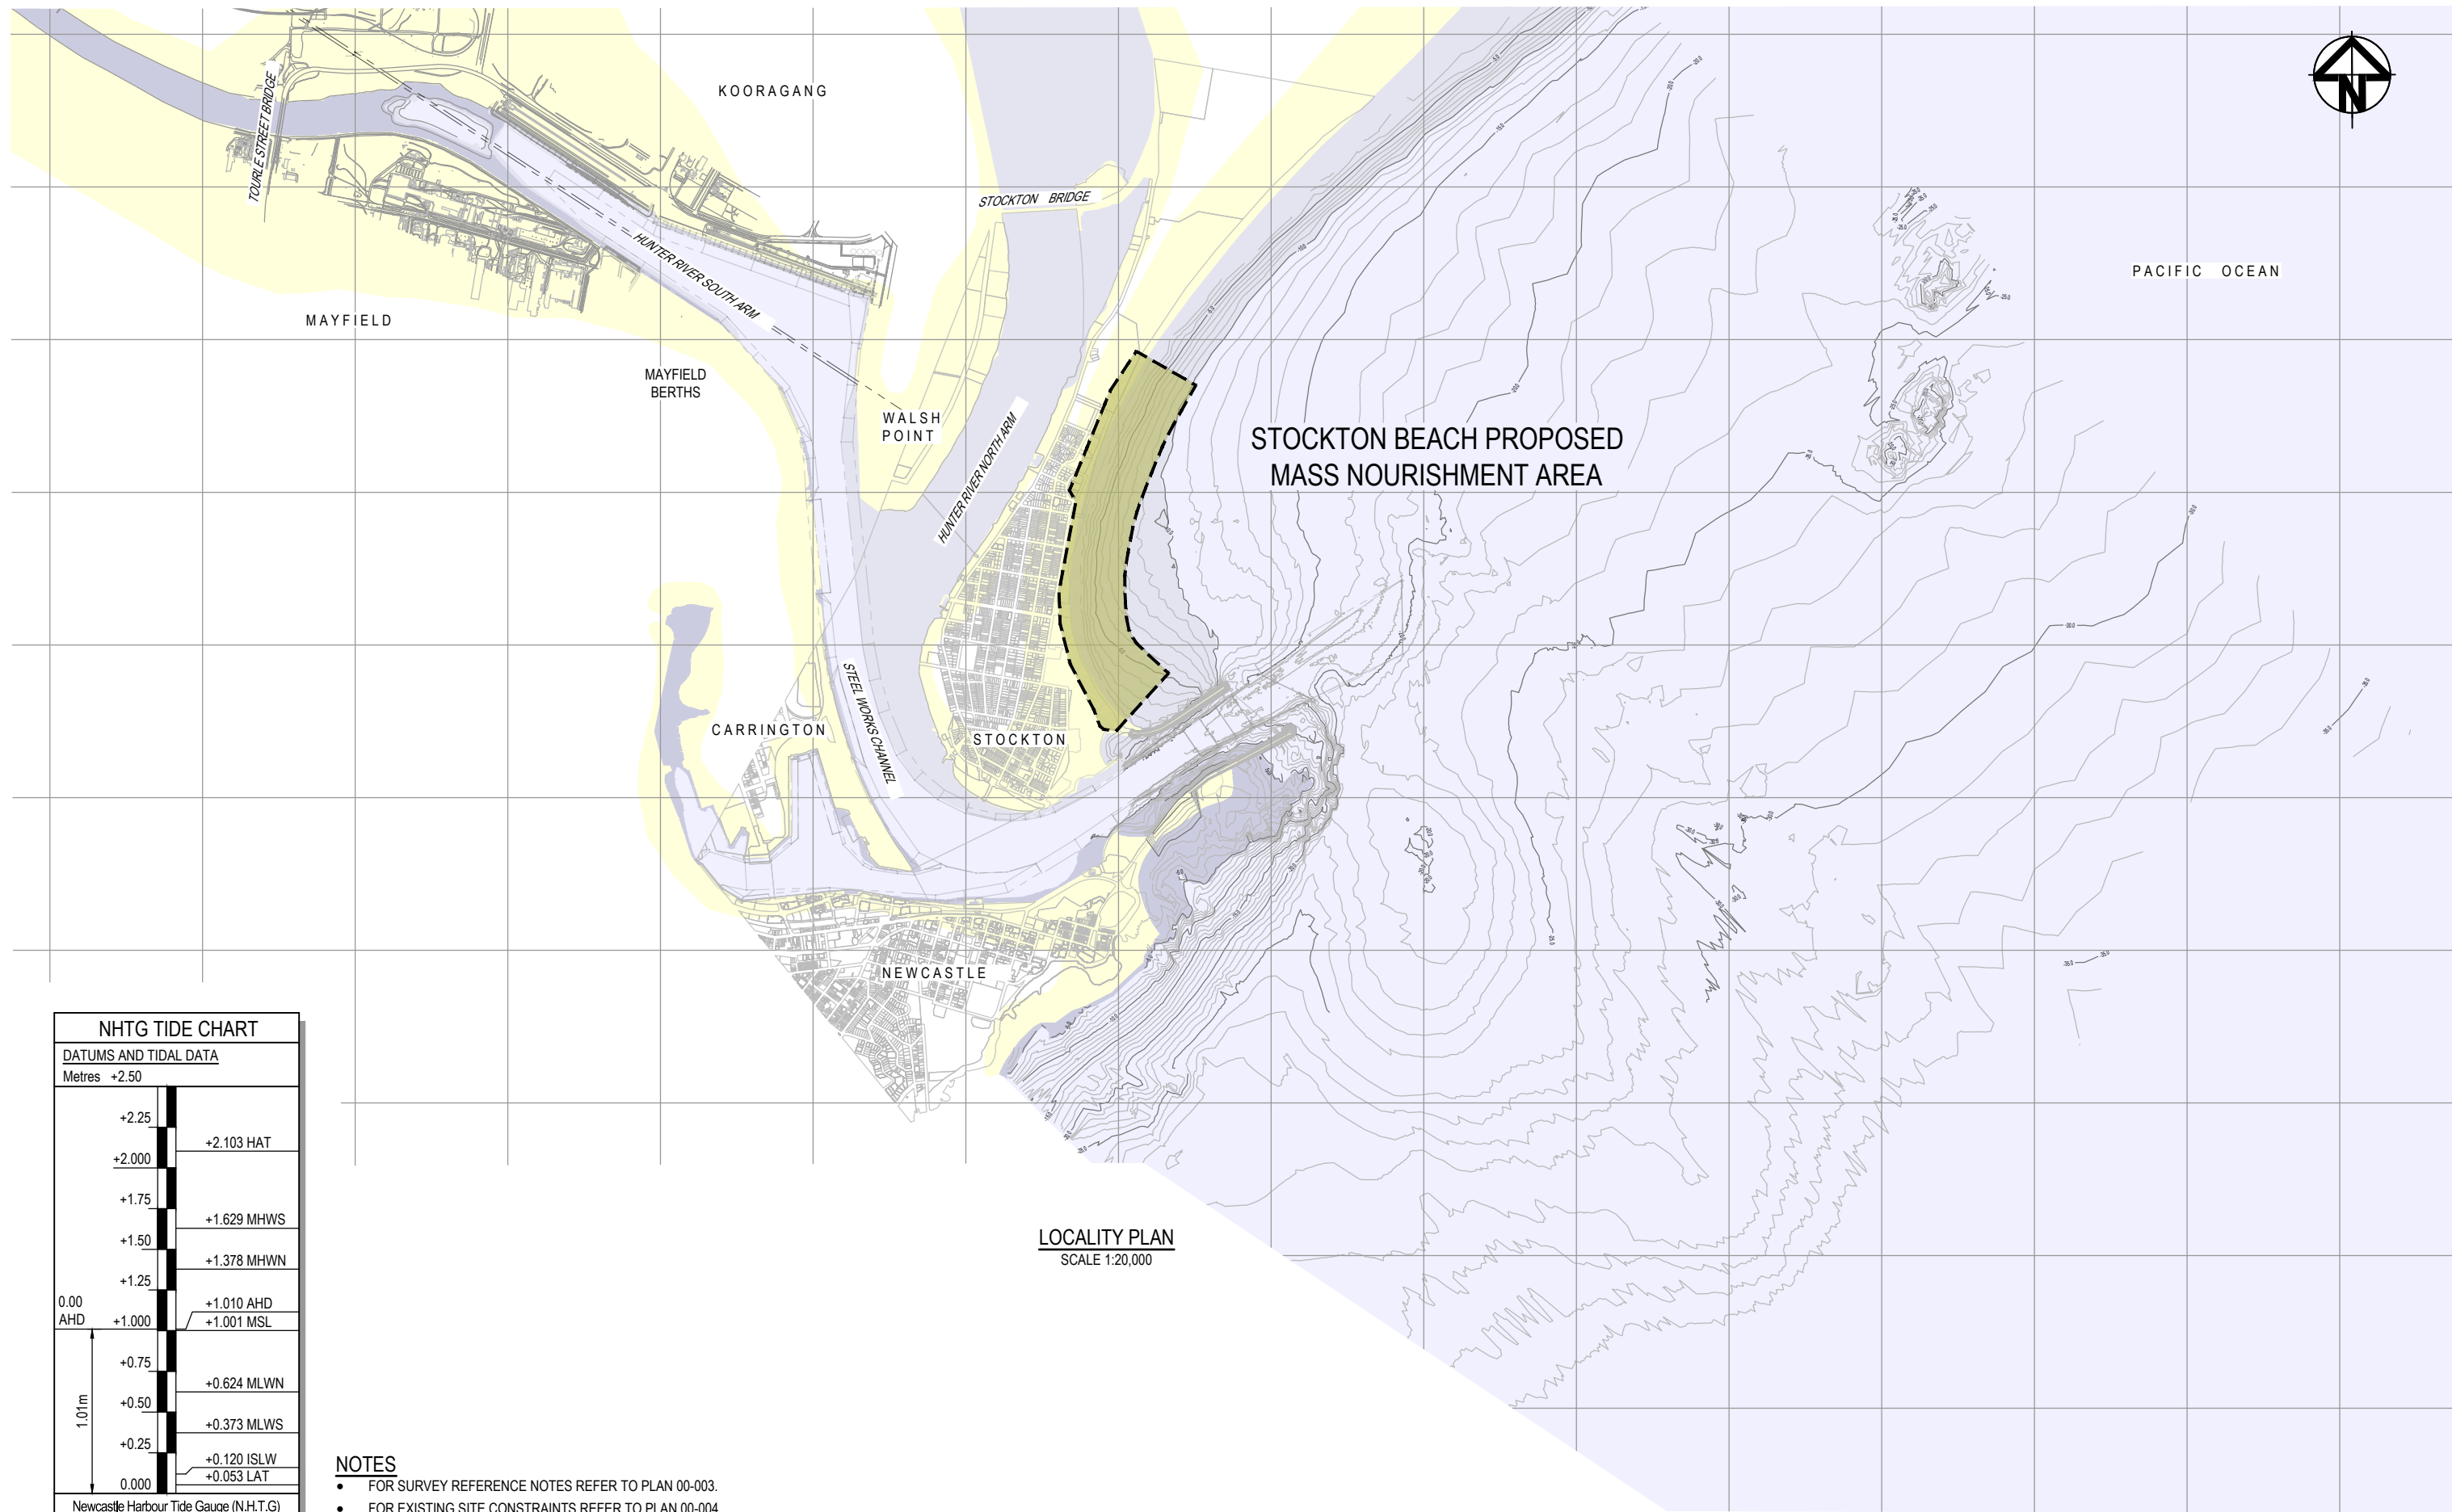 N
KOORAGANG
TOURLE STREET BRIDGE
STOCKTON BRIDGE
PACIFIC OCEAN
HUNTER RIVER SOUTH ARM
MAYFIELD
MAYFIELD
BERTHS
WALSH
POINT
HUNTER RIVER NORTH ARM
STOCKTON BEACH PROPOSED
MASS NOURISHMENT AREA
STEEL WORKS CHANNEL
CARRINGTON
STOCKTON
NEWCASTLE
LOCALITY PLAN
SCALE 1:20,000
NHTG TIDE CHART
DATUMS AND TIDAL DATA
Metres +2.50
+2.25
+2.103 HAT
+2.000
+1.75
+1.629 MHWS
+1.50
+1.378 MHWN
+1.25
0.00
AHD
+1.010 AHD
+1.000
+1.001 MSL
+0.75
+0.624 MLWN
+0.50
1.01m
+0.373 MLWS
+0.25
+0.120 ISLW
+0.053 LAT
0.000
Newcastle Harbour Tide Gauge (N.H.T.G)
NOTES
• FOR SURVEY REFERENCE NOTES REFER TO PLAN 00-003.
• FOR EXISTING SITE CONSTRAINTS REFER TO PLAN 00-004